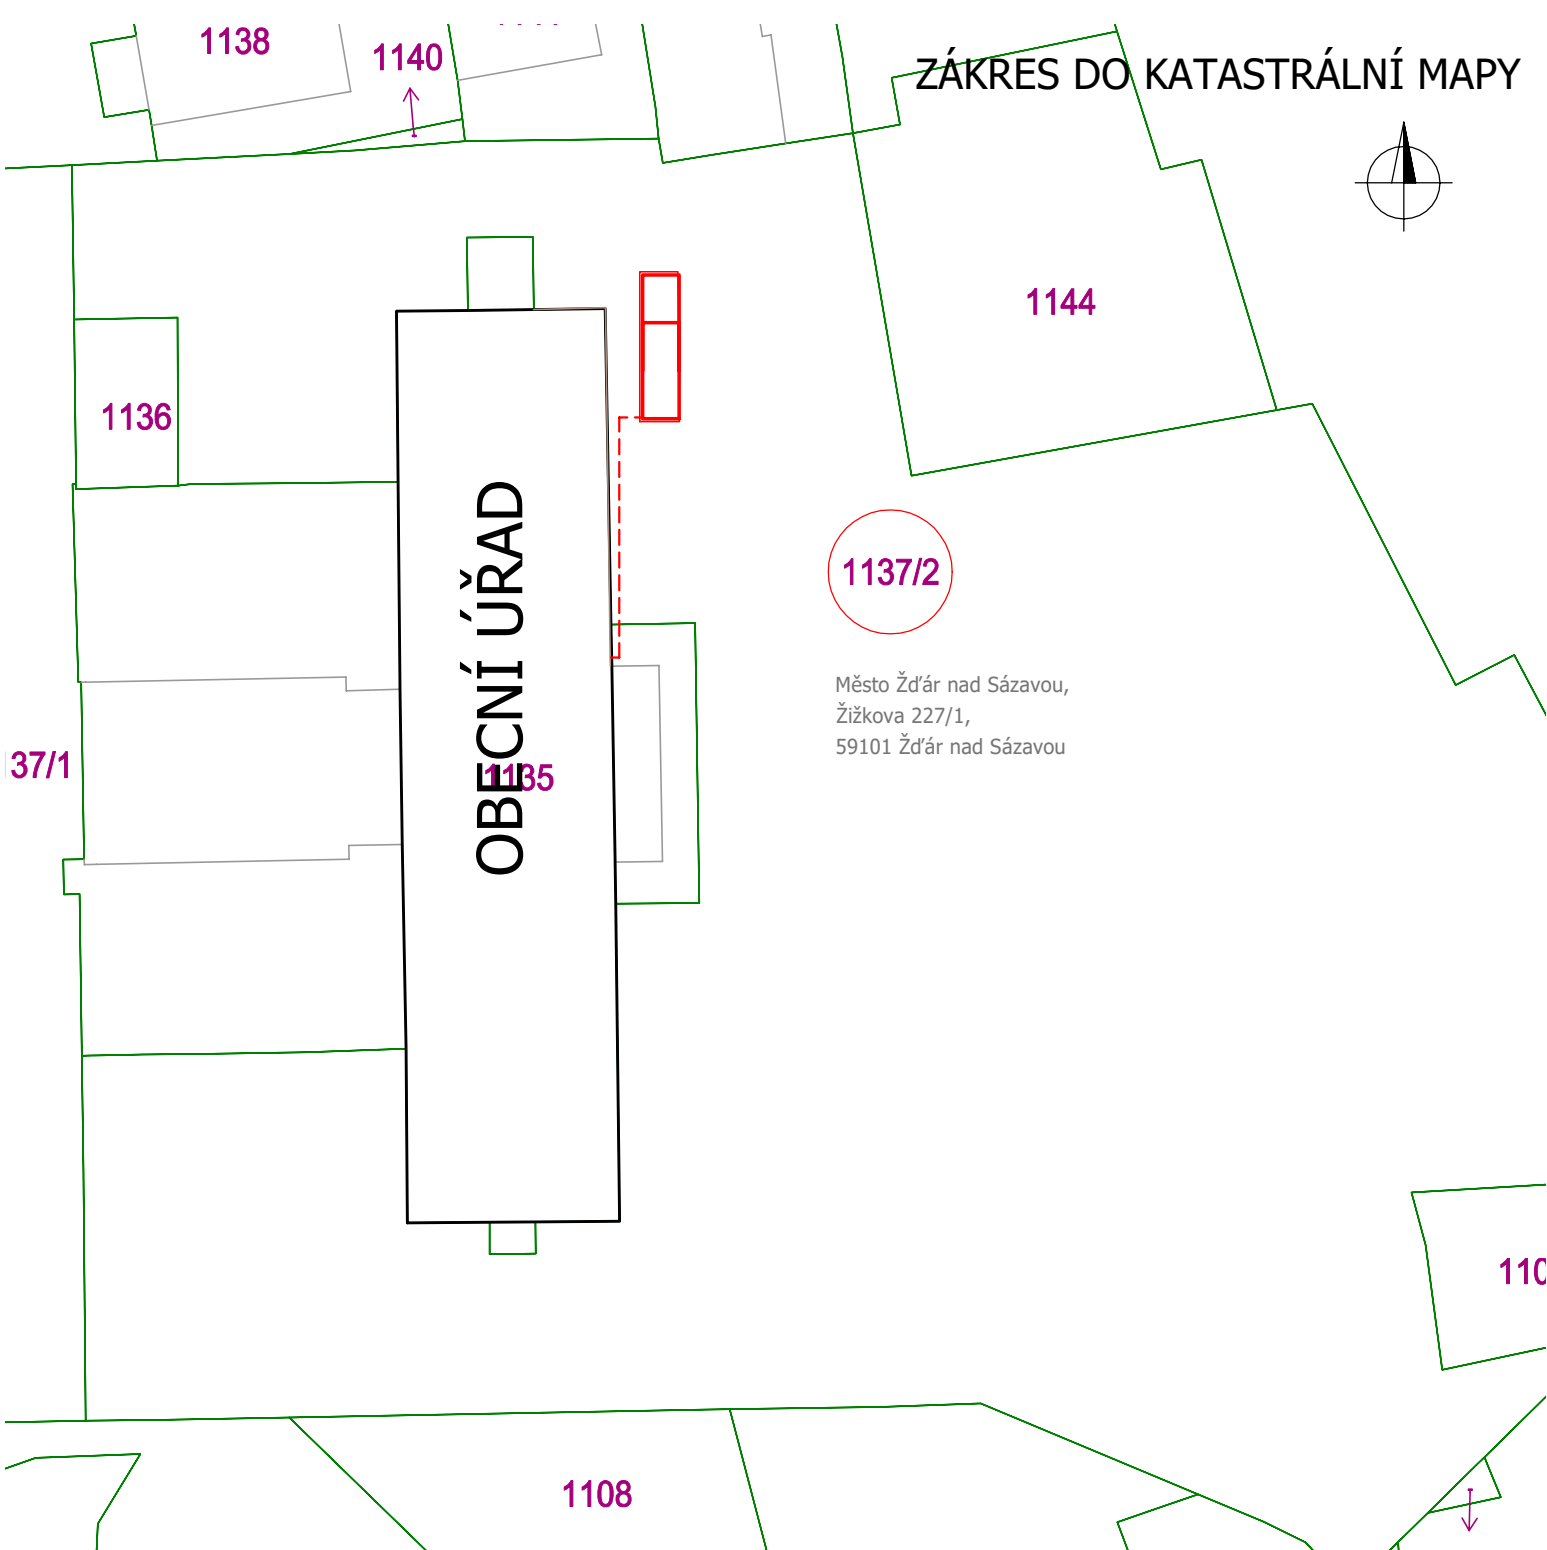 1138
1140
ZÁKRES DO KATASTRÁLNÍ MAPY
1144
1136
OBECNÍ ÚŘAD
1137/2
Město Žďár nad Sázavou,
Žižkova 227/1,
59101 Žďár nad Sázavou
37/1
1135
110
1108